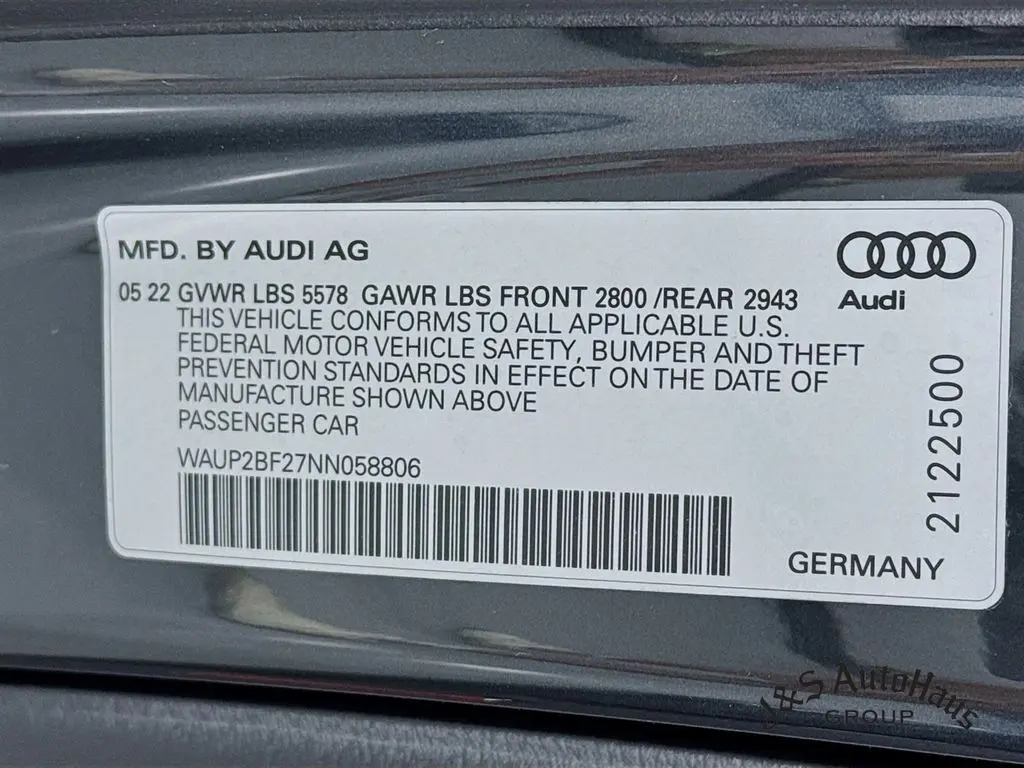 MFD. BY AUDI AG
Audi
05 22 GVWR LBS 5578 GAWR LBS FRONT 2800 /REAR 2943
THIS VEHICLE CONFORMS TO ALL APPLICABLE U.S.
FEDERAL MOTOR VEHICLE SAFETY, BUMPER AND THEFT
PREVENTION STANDARDS IN EFFECT ON THE DATE OF
MANUFACTURE SHOWN ABOVE
PASSENGER CAR
WAUP2BF27NN058806
2122500
GERMANY
J&S AutoHaus
GROUP